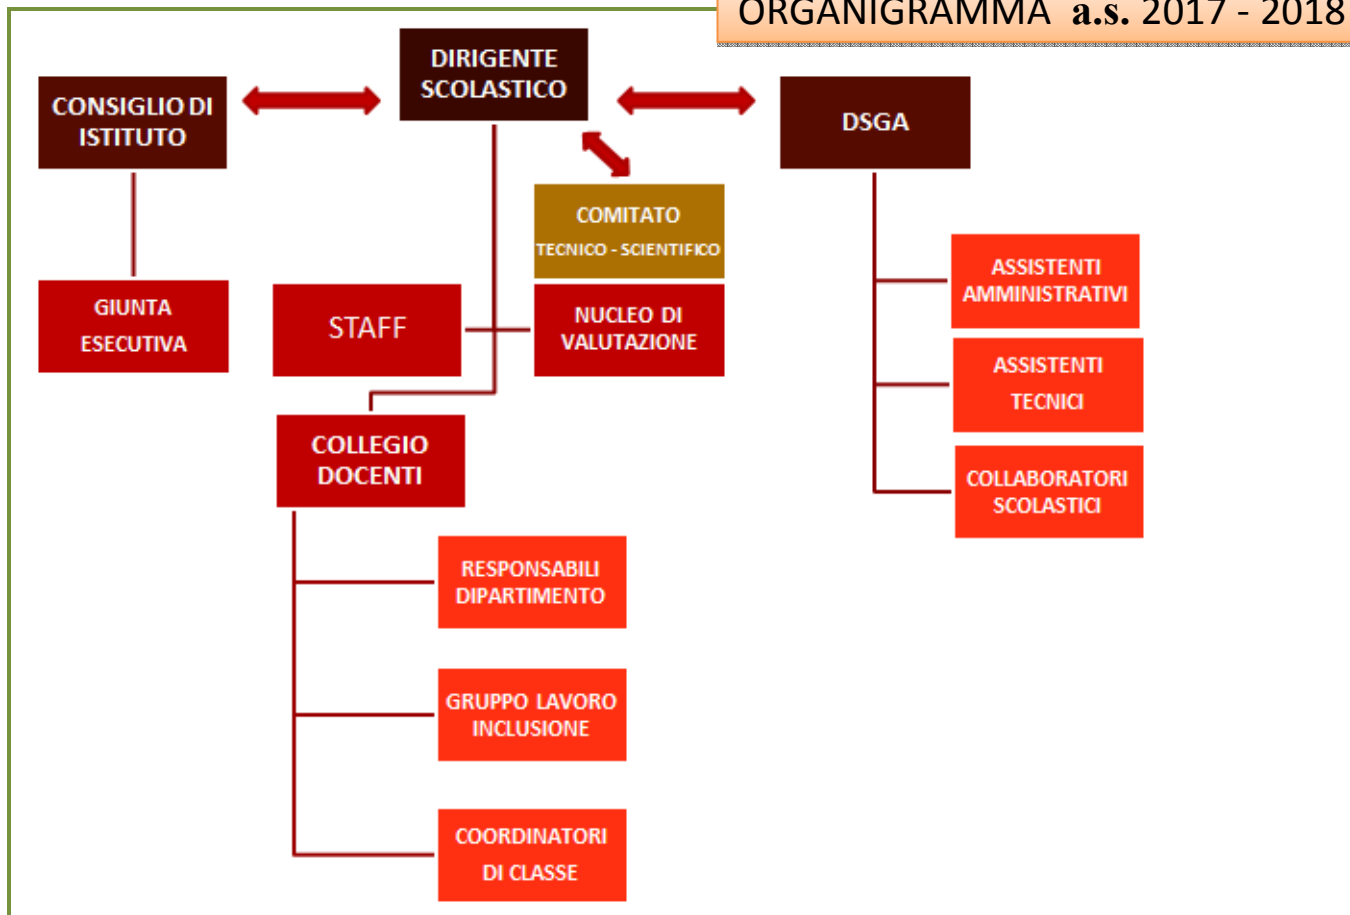 ORGANIGRAMMA a.s. 2017 - 2018
DIRIGENTE
SCOLASTICO
CONSIGLIO DI
ISTITUTO
DSGA
COMITATO
TECNICO - SCIENTIFICO
GIUNTA
ESECUTIVA
STAFF
NUCLEO DI
VALUTAZIONE
ASSISTENTI
AMMINISTRATIVI
ASSISTENTI
TECNICI
COLLABORATORI
SCOLASTICI
COLLEGIO
DOCENTI
RESPONSABILI
DIPARTIMENTO
GRUPPO LAVORO
INCLUSIONE
COORDINATORI
DI CLASSE